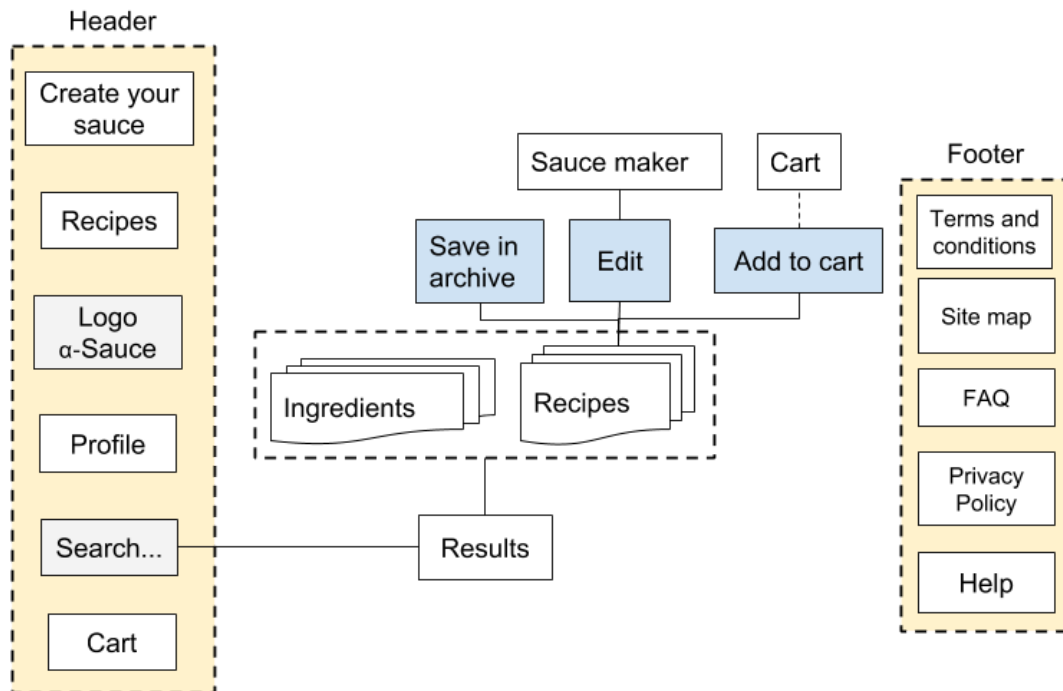 Header
Create your
sauce
Recipes
Logo
α-Sauce
Profile
Search...
Cart
Sauce maker
Cart
Save in
archive
Edit
Add to cart
Ingredients
Recipes
Results
Footer
Terms and
conditions
Site map
FAQ
Privacy
Policy
Help